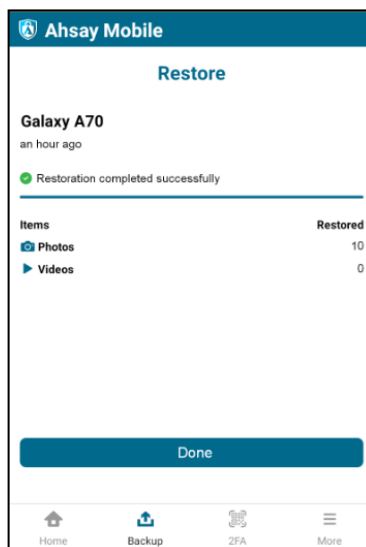 Ahsay Mobile
Restore
Galaxy A70
an hour ago
Restoration completed successfully
Items Restored
Photos 10
Videos 0
Done
Home Backup 2FA More